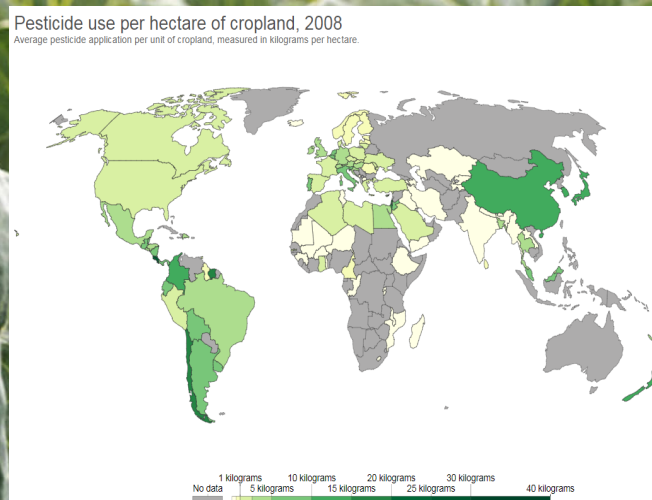 Pesticide use per hectare of cropland, 2008
Average pesticide application per unit of cropland, measured in kilograms per hectare.
1 kilograms 10 kilograms 20 kilograms 30 kilograms
No data 5 kilograms 15 kilograms 25 kilograms 40 kilograms